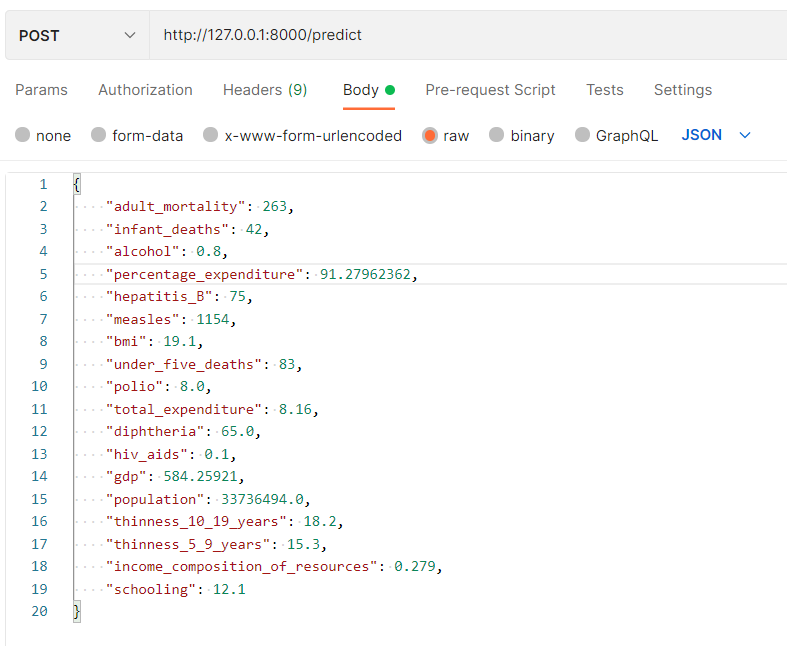 POST http://127.0.0.1:8000/predict
Params Authorization Headers (9) Body Pre-request Script Tests Settings
none form-data x-www-form-urlencoded raw binary GraphQL JSON
1 {
2 "adult_mortality": 263,
3 "infant_deaths": 42,
4 "alcohol": 0.8,
5 "percentage_expenditure": 91.27962362,
6 "hepatitis_B": 75,
7 "measles": 1154,
8 "bmi": 19.1,
9 "under_five_deaths": 83,
10 "polio": 8.0,
11 "total_expenditure": 8.16,
12 "diphtheria": 65.0,
13 "hiv_aids": 0.1,
14 "gdp": 584.25921,
15 "population": 33736494.0,
16 "thinness_10_19_years": 18.2,
17 "thinness_5_9_years": 15.3,
18 "income_composition_of_resources": 0.279,
19 "schooling": 12.1
20 }